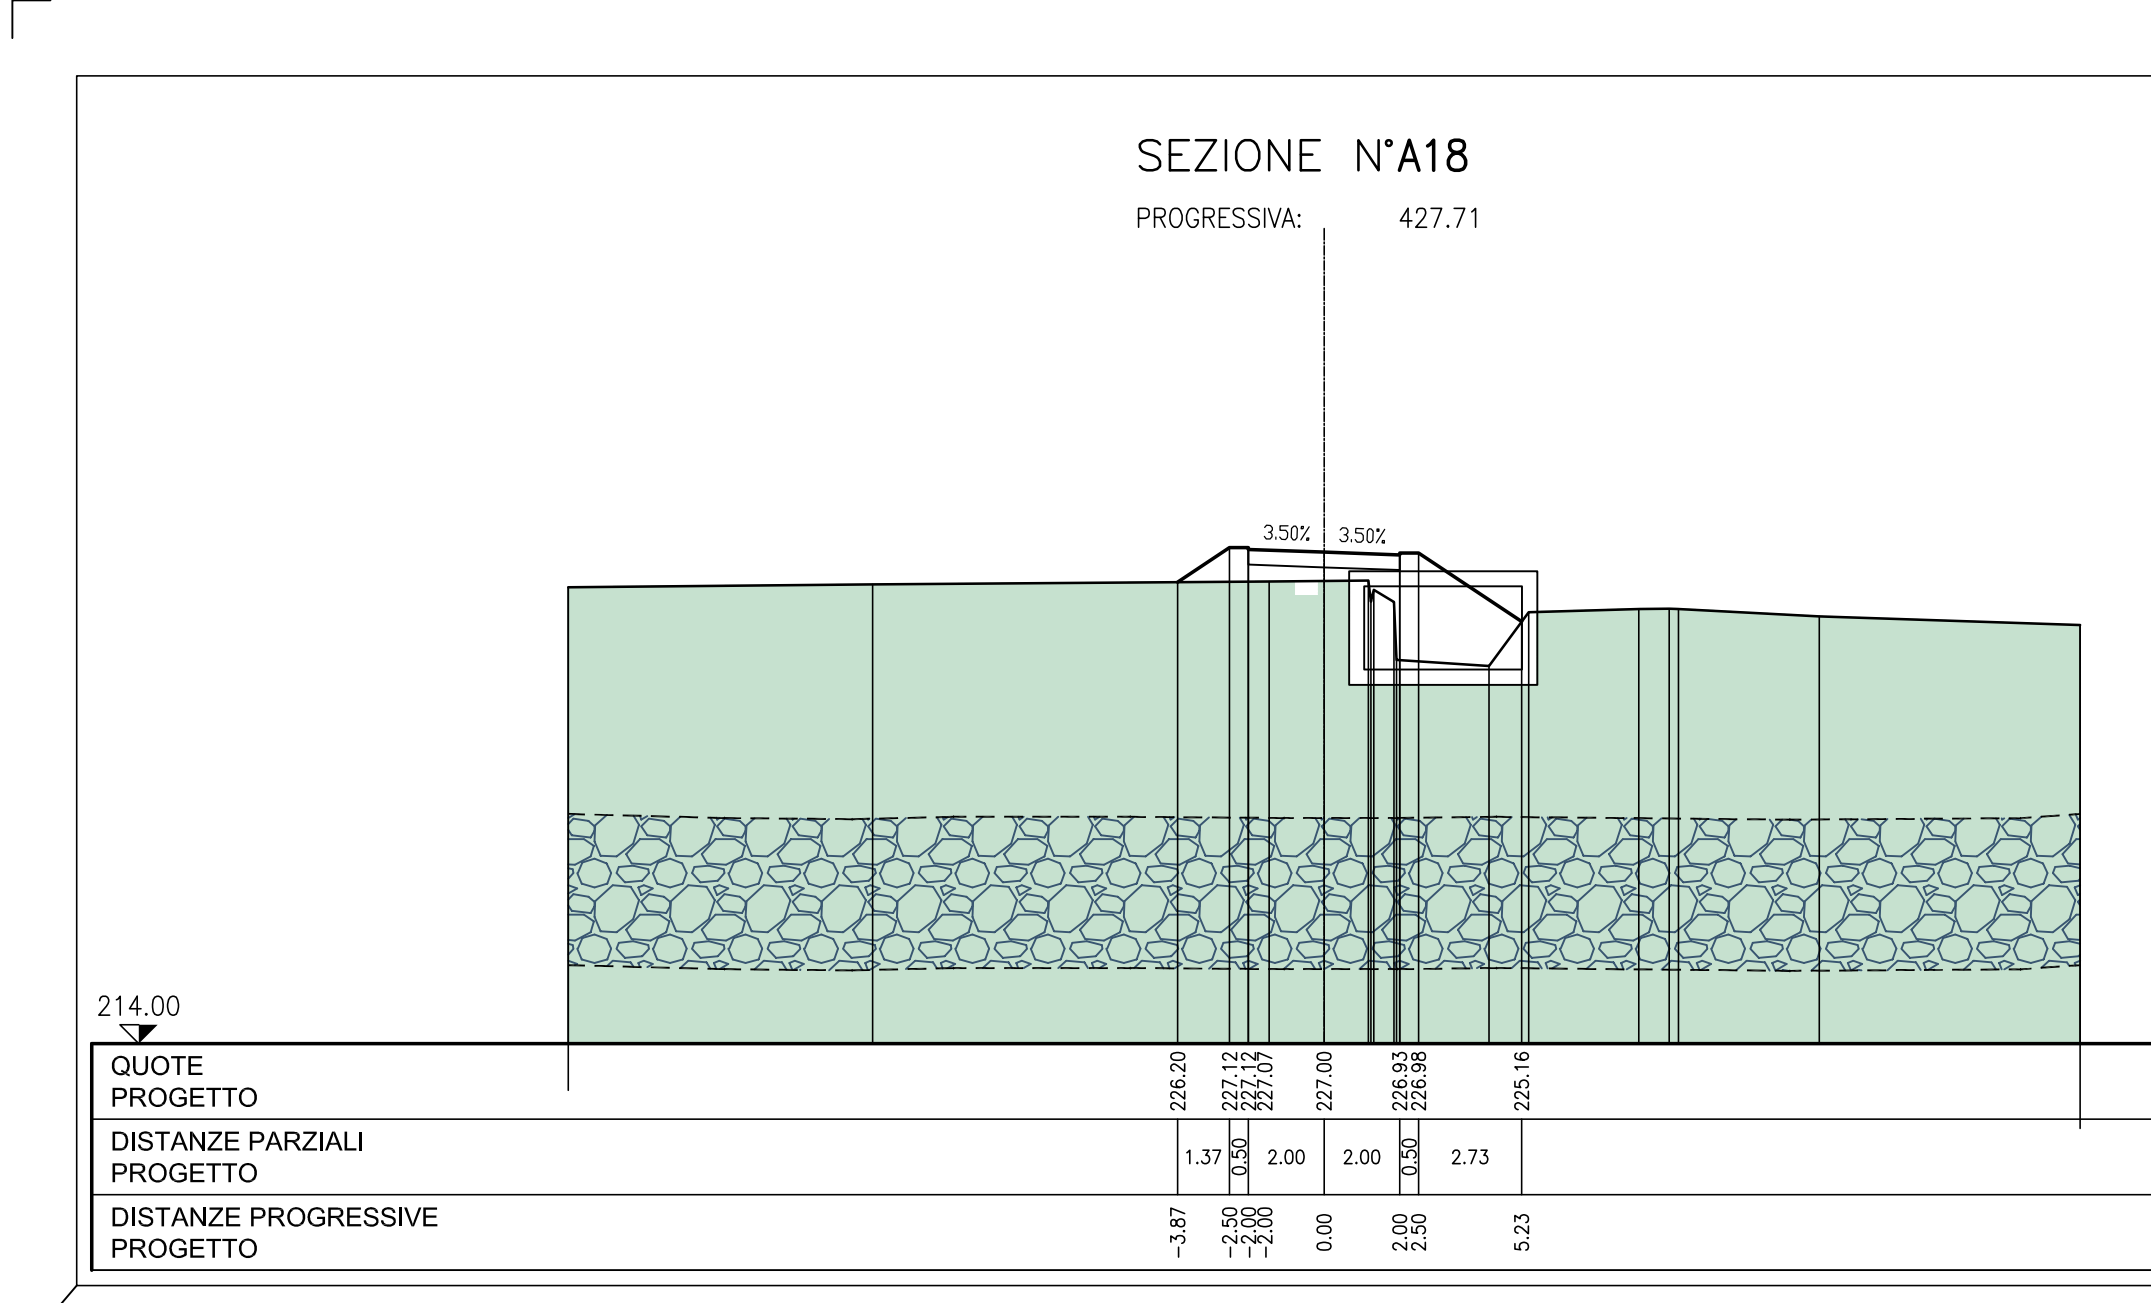 SEZIONE N°A18
PROGRESSIVA: 427.71
3.50% 3.50%
214.00
QUOTE
PROGETTO
226.20 227.12 227.12 227.07 227.00 226.93 226.98 225.16
DISTANZE PARZIALI
PROGETTO
1.37 0.50 2.00 2.00 0.50 2.73
DISTANZE PROGRESSIVE
PROGETTO
-3.87 -2.50 -2.00 -2.00 0.00 2.00 2.50 5.23